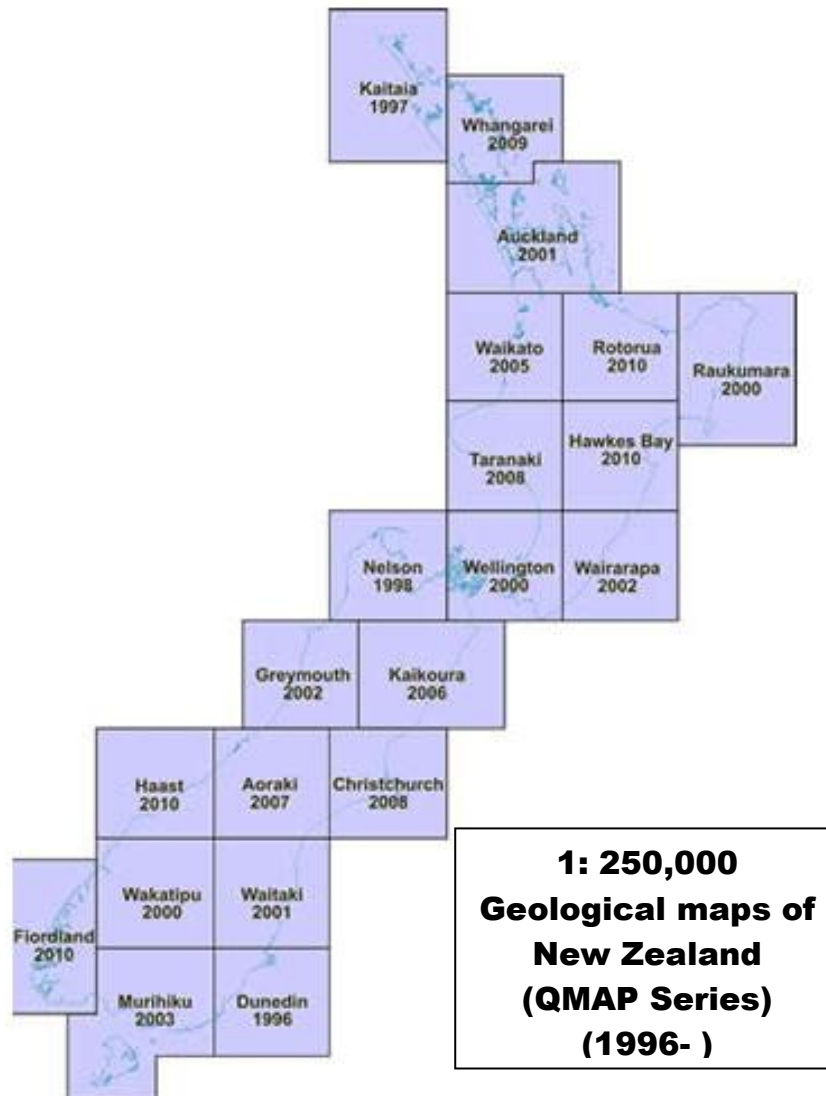 Kaitaia
1997
Whangarei
2009
Auckland
2001
Waikato
2005
Rotorua
2010
Raukumara
2000
Taranaki
2008
Hawkes Bay
2010
Nelson
1998
Wellington
2000
Wairarapa
2002
Greymouth
2002
Kaikoura
2006
Haast
2010
Aoraki
2007
Christchurch
2008
Wakatipu
2000
Waitaki
2001
Fiordland
2010
Murihiku
2003
Dunedin
1996
1: 250,000
Geological maps of
New Zealand
(QMAP Series)
(1996- )